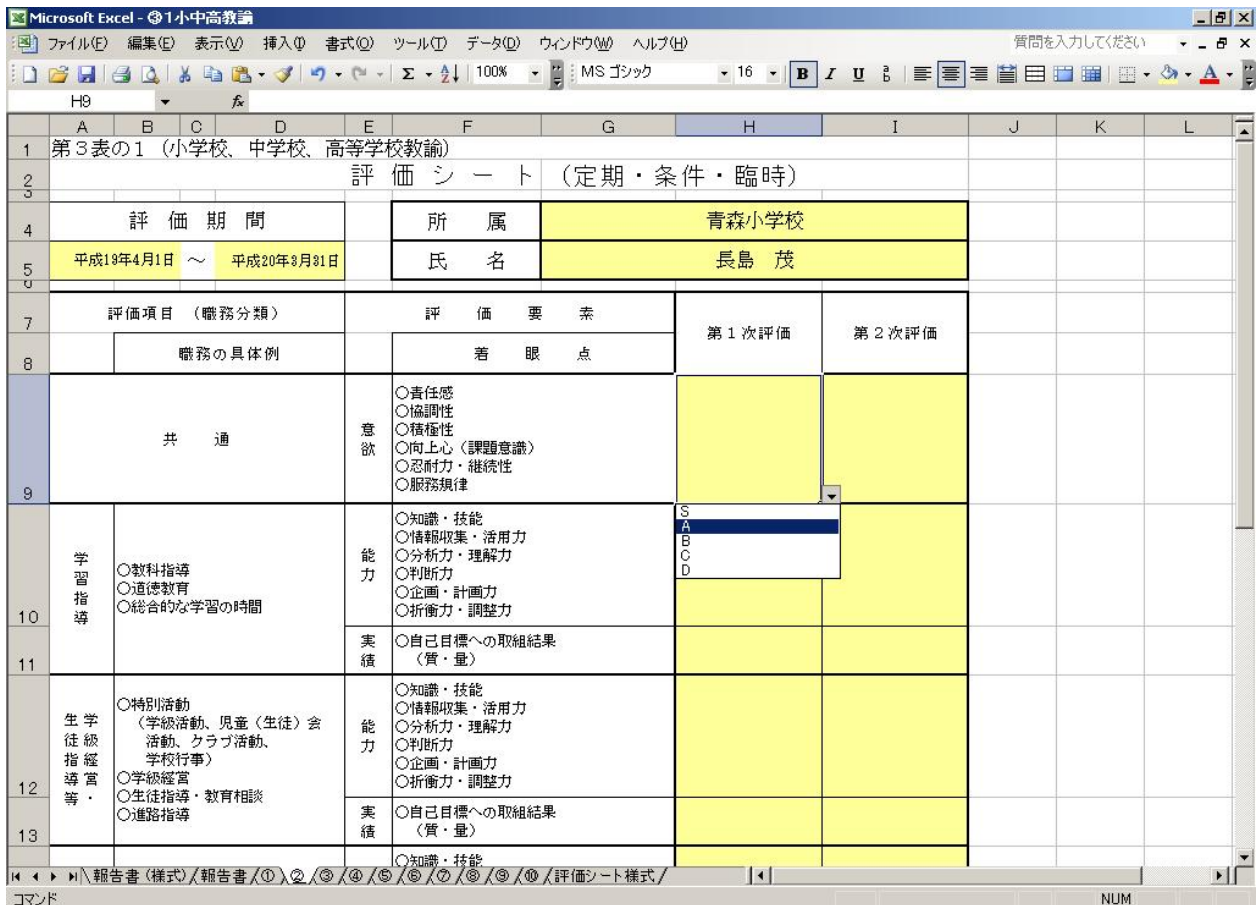 Microsoft Excel - ③1小中高教諭
ファイル(F) 編集(E) 表示(V) 挿入(I) 書式(O) ツール(T) データ(D) ウィンドウ(W) ヘルプ(H) 質問を入力してください
100% MS ゴシック 16 B I U
H9 fx
A B C D E F G H I J K L
1 第3表の1 (小学校、中学校、高等学校教諭)
2 評価シート (定期・条件・臨時)
3
4 評価期間 所属 青森小学校
5 平成19年4月1日 ～ 平成20年3月31日 氏名 長島 茂
6
7 評価項目 (職務分類) 評価要素 第1次評価 第2次評価
8 職務の具体例 着眼点
9 共通 意欲
○責任感
○協調性
○積極性
○向上心（課題意識）
○忍耐力・継続性
○服務規律
S
A
B
C
D
10 学習指導
○教科指導
○道徳教育
○総合的な学習の時間
能力
○知識・技能
○情報収集・活用力
○分析力・理解力
○判断力
○企画・計画力
○折衝力・調整力
11 実績
○自己目標への取組結果
（質・量）
12 学級経営・生徒指導等
○特別活動
（学級活動、児童（生徒）会
活動、クラブ活動、
学校行事）
○学級経営
○生徒指導・教育相談
○進路指導
能力
○知識・技能
○情報収集・活用力
○分析力・理解力
○判断力
○企画・計画力
○折衝力・調整力
13 実績
○自己目標への取組結果
（質・量）
○知識・技能
報告書（様式） 報告書 ① ② ③ ④ ⑤ ⑥ ⑦ ⑧ ⑨ ⑩ 評価シート様式
コマンド NUM